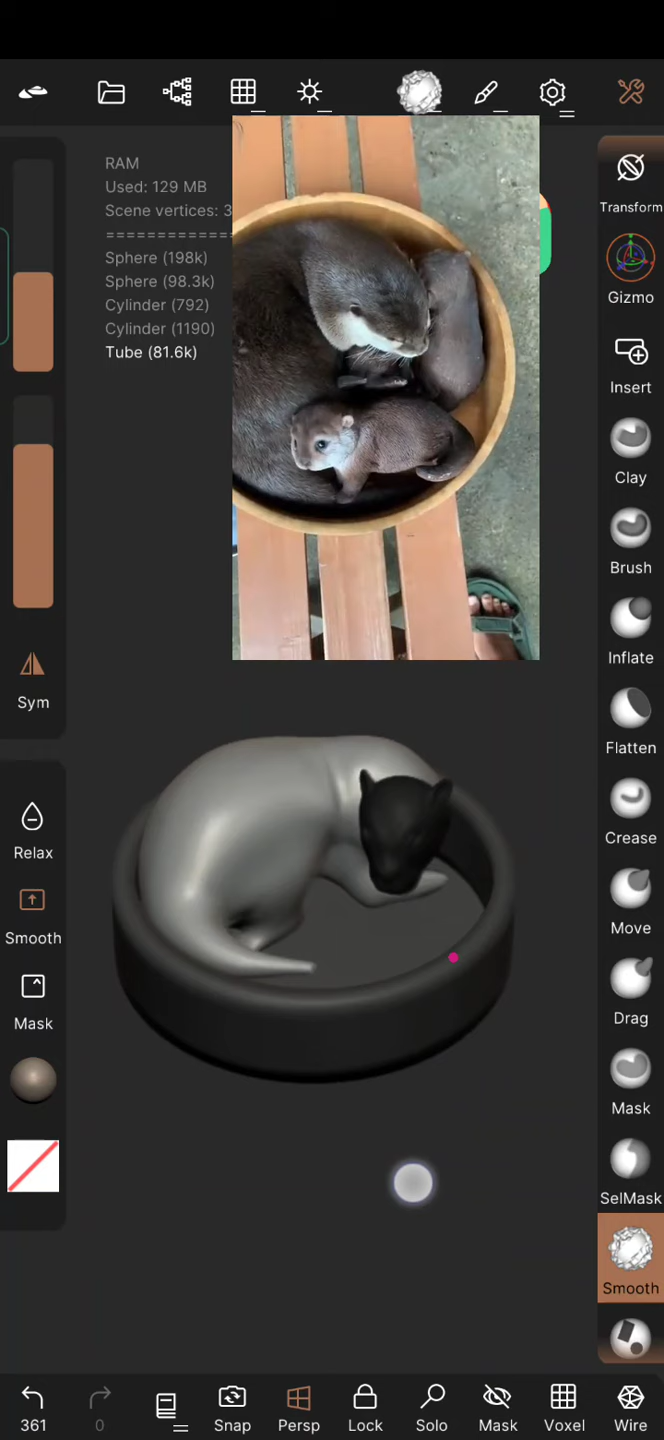 RAM
Used: 129 MB
Scene vertices: 3
============
Sphere (198k)
Sphere (98.3k)
Cylinder (792)
Cylinder (1190)
Tube (81.6k)
Sym
Relax
Smooth
Mask
Transform
Gizmo
Insert
Clay
Brush
Inflate
Flatten
Crease
Move
Drag
Mask
SelMask
Smooth
361
0
Snap
Persp
Lock
Solo
Mask
Voxel
Wire